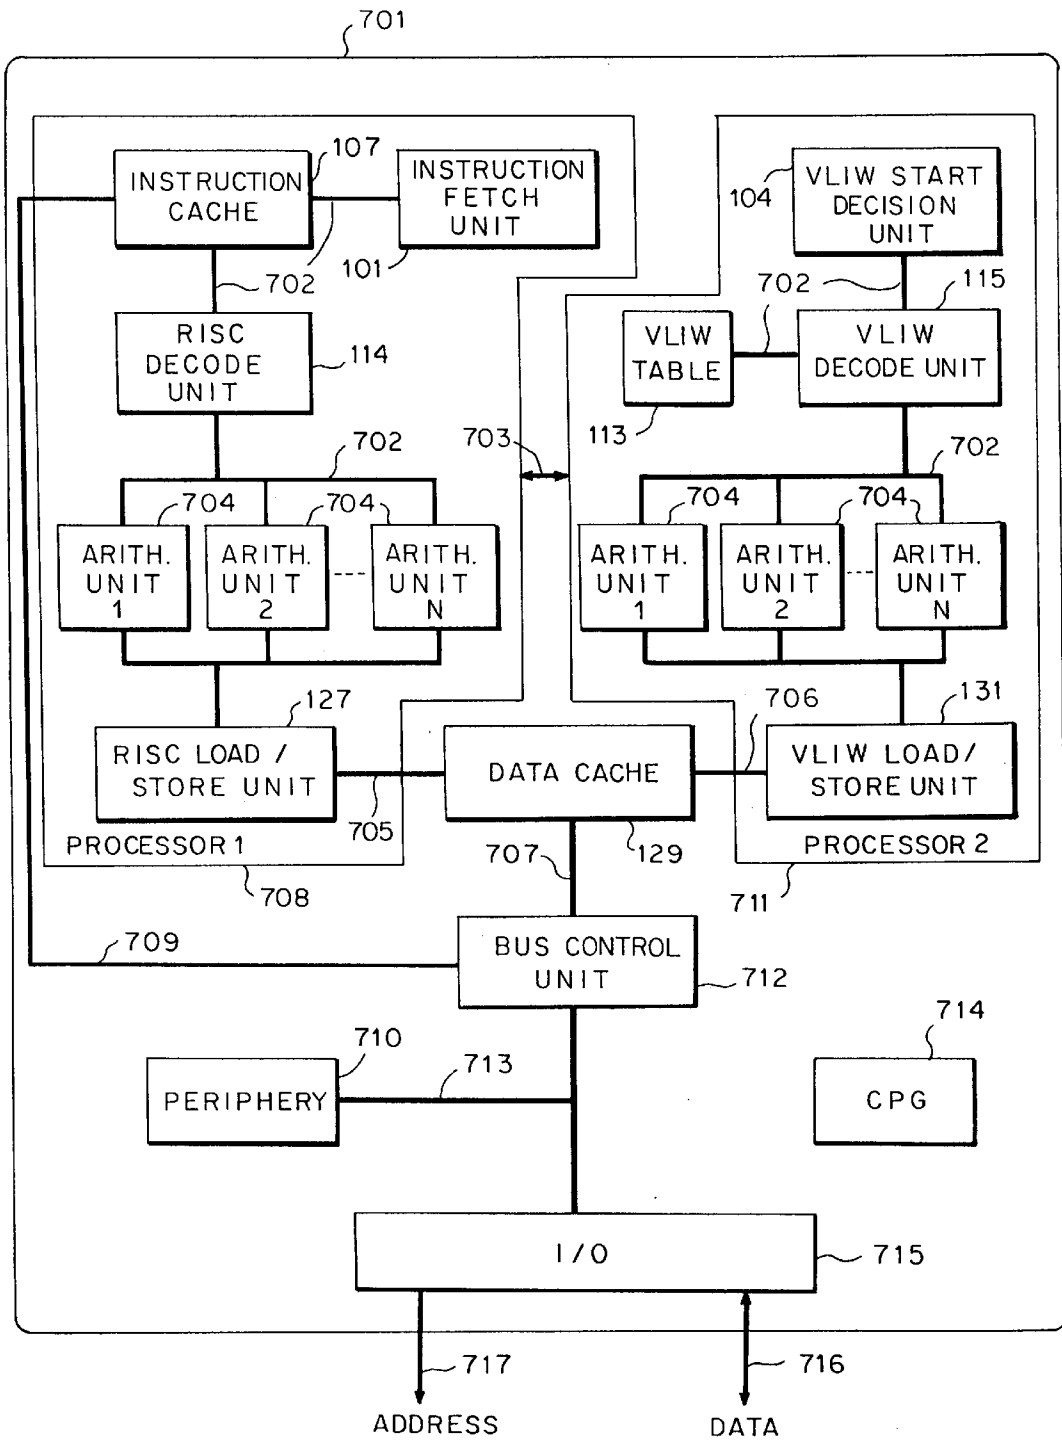 701
107
INSTRUCTION
CACHE
INSTRUCTION
FETCH
UNIT
101
702
702
104
VLIW START
DECISION
UNIT
702
115
RISC
DECODE
UNIT
114
VLIW
TABLE
113
VLIW
DECODE UNIT
703
702
702
704
704
704
704
ARITH.
UNIT
1
ARITH.
UNIT
2
ARITH.
UNIT
N
ARITH.
UNIT
1
ARITH.
UNIT
2
ARITH.
UNIT
N
127
706
131
RISC LOAD /
STORE UNIT
705
DATA CACHE
129
VLIW LOAD/
STORE UNIT
PROCESSOR 1
708
707
PROCESSOR 2
711
709
BUS CONTROL
UNIT
712
710
PERIPHERY
713
714
CPG
I/O
715
717
716
ADDRESS
DATA